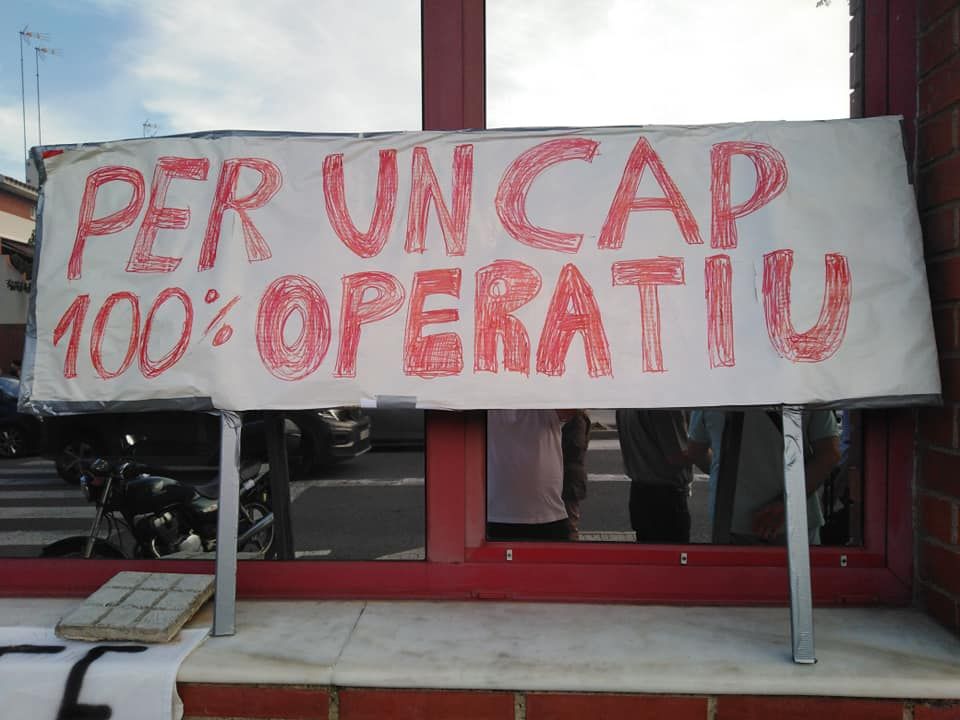 PER UN CAP
100% OPERATIU